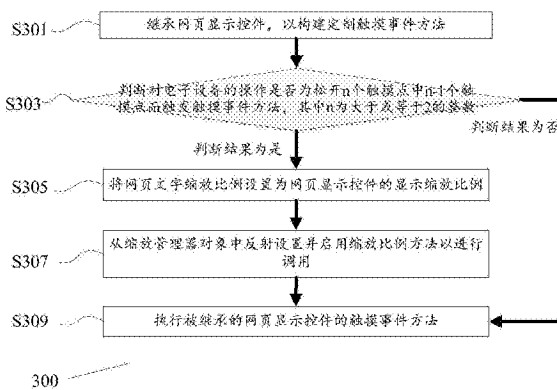 S301
继承网页显示控件，以构建定制触摸事件方法
S303
判断对电子设备的操作是否为松开n个触摸点中n-1个触
摸点而触发触摸事件方法，其中n为大于或等于2的整数
判断结果为否
判断结果为是
S305
将网页文字缩放比例设置为网页显示控件的显示缩放比例
S307
从缩放管理器对象中反射设置并启用缩放比例方法以进行
调用
S309
执行被继承的网页显示控件的触摸事件方法
300